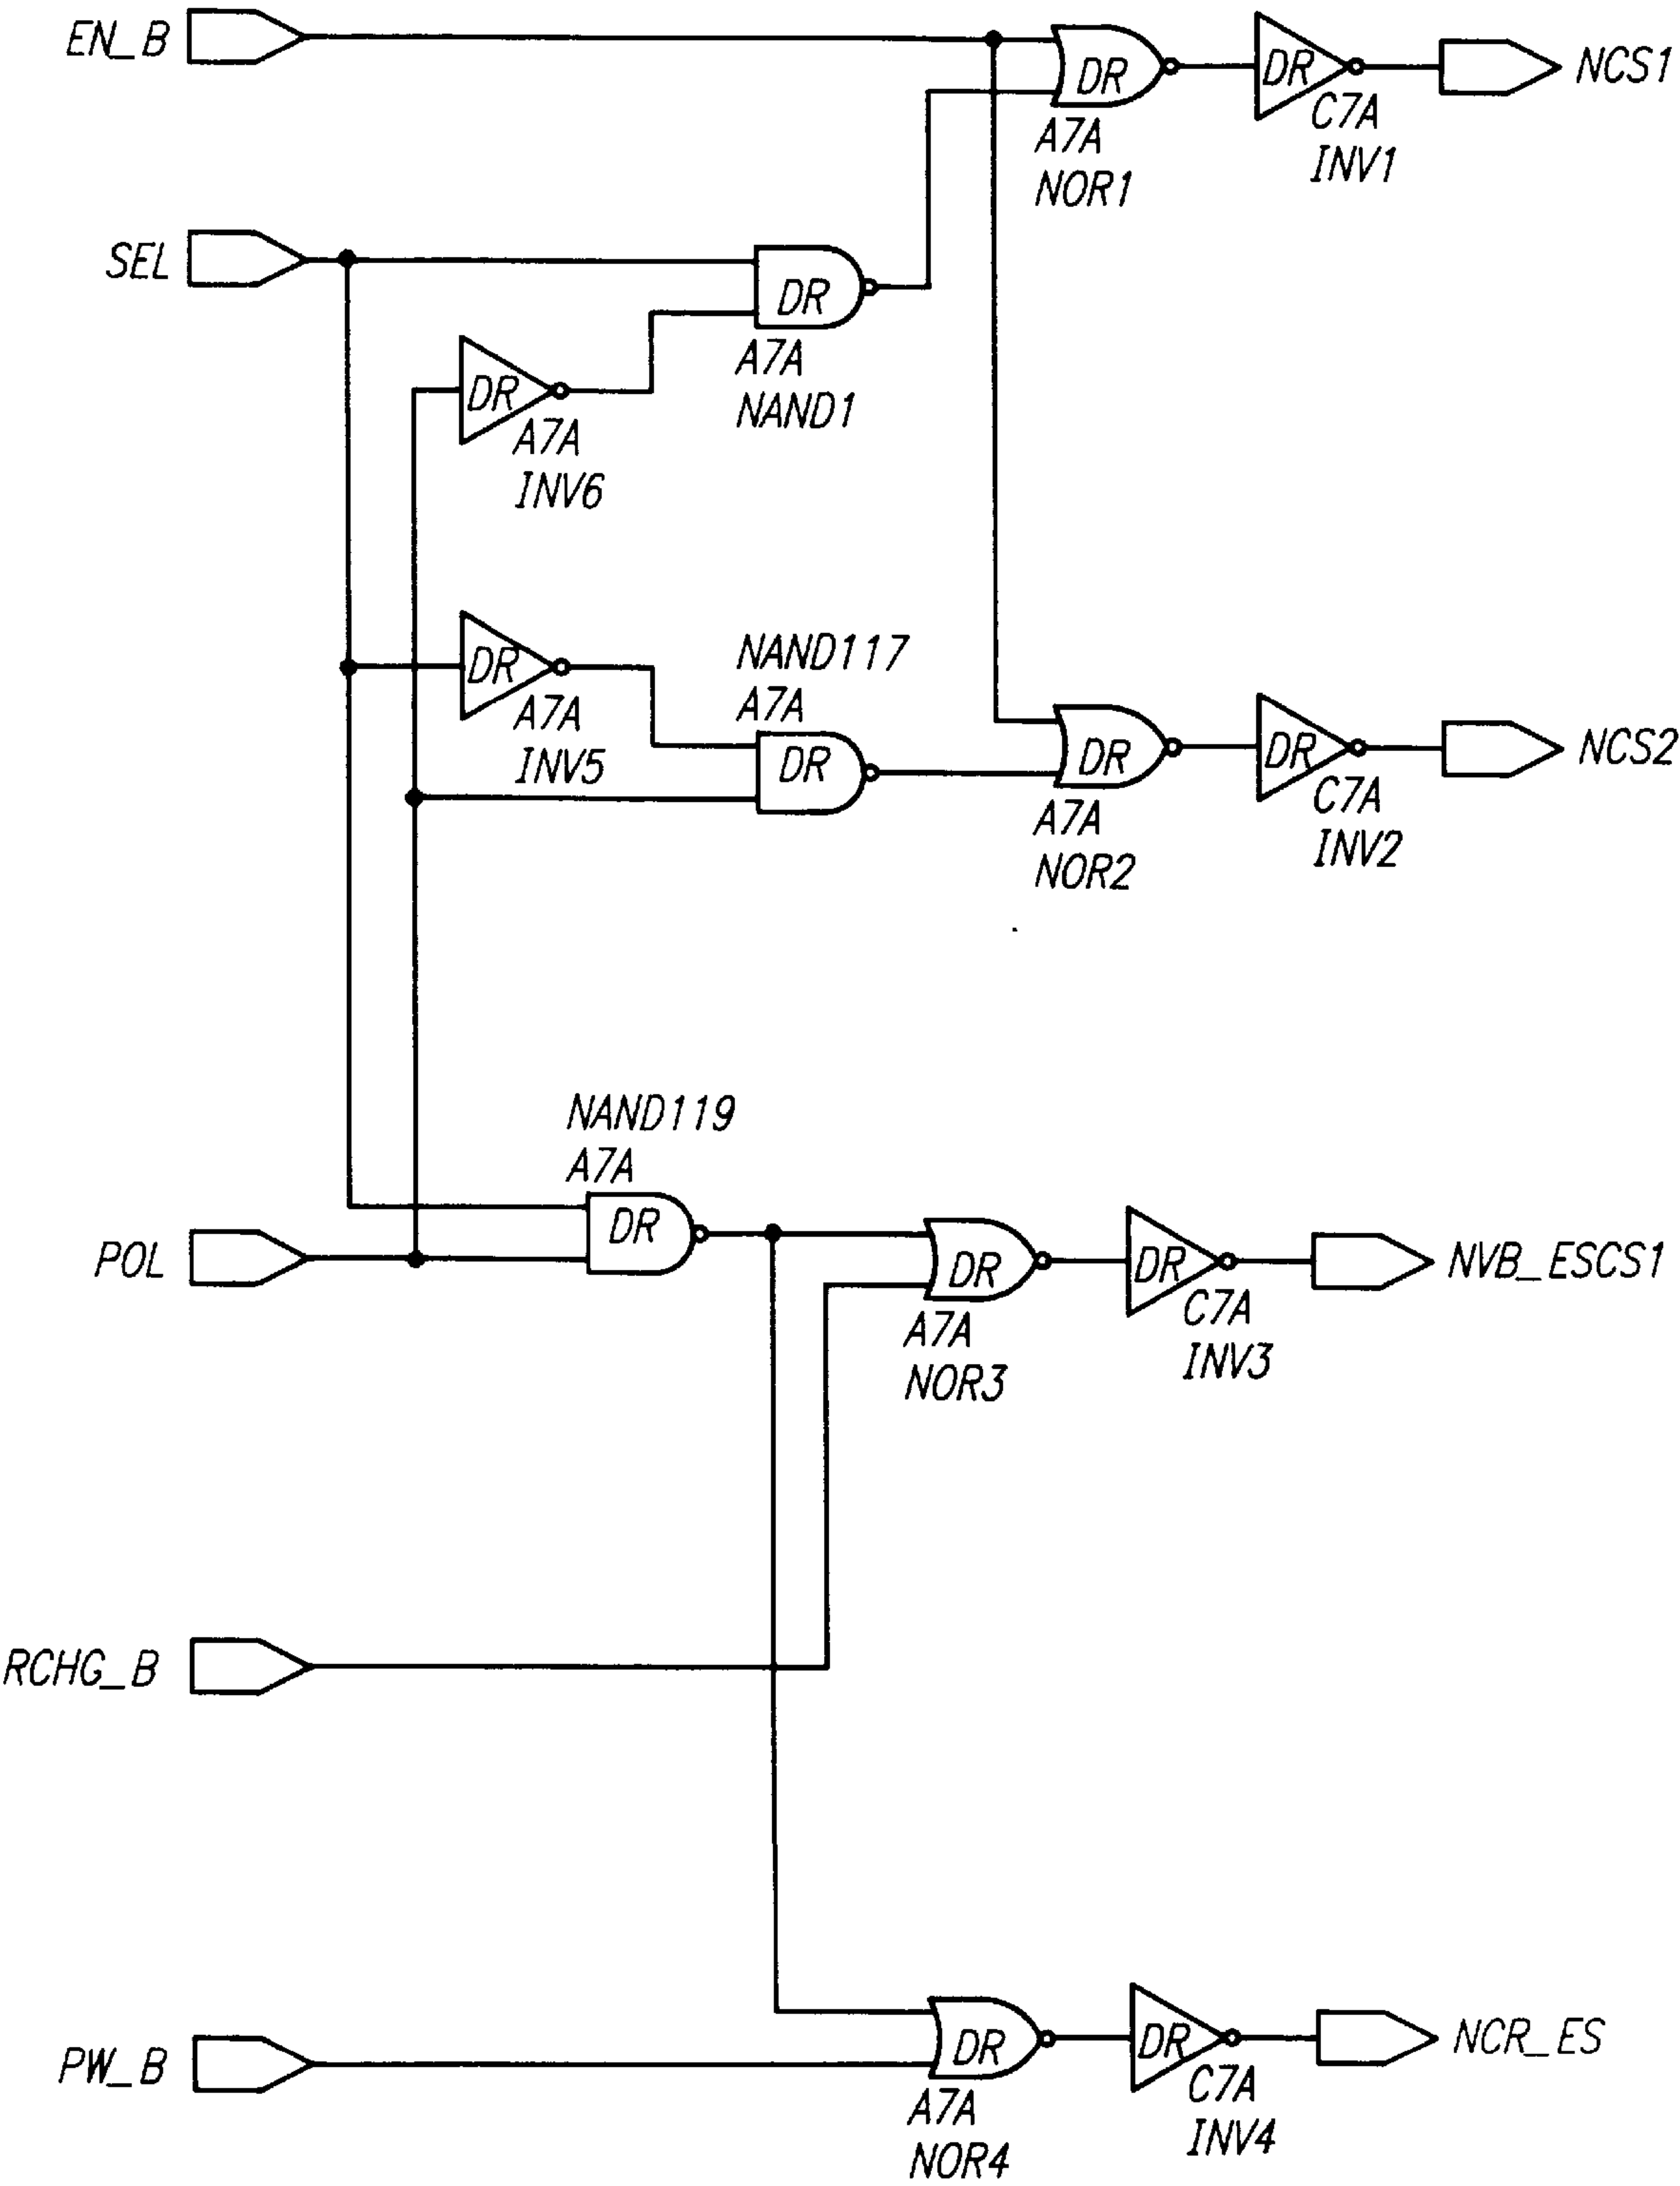 EN_B
DR
DR
NCS1
A7A
NOR1
C7A
INV1
SEL
DR
A7A
NAND1
DR
A7A
INV6
NAND117
A7A
DR
A7A
INV5
DR
DR
DR
NCS2
A7A
NOR2
C7A
INV2
NAND119
A7A
DR
POL
DR
DR
NVB_ESCS1
A7A
NOR3
C7A
INV3
RCHG_B
PW_B
DR
DR
NCR_ES
A7A
NOR4
C7A
INV4